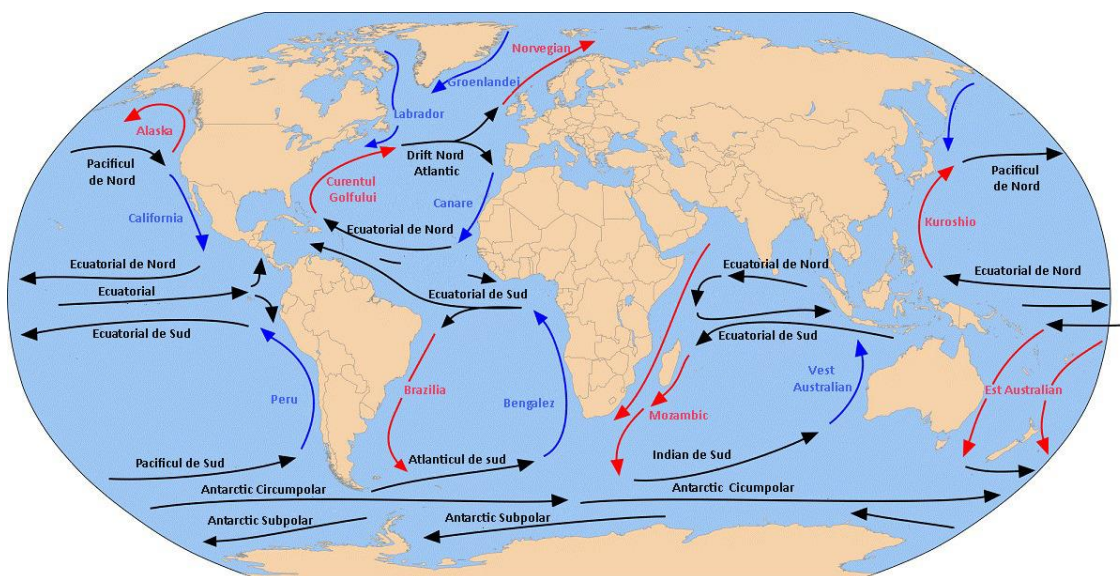 Norvegian
Groenlandei
Labrador
Alaska
Pacificul
de Nord
Drift Nord
Atlantic
Pacificul
de Nord
Curentul
Golfului
Canare
California
Kuroshio
Ecuatorial de Nord
Ecuatorial de Nord
Ecuatorial de Nord
Ecuatorial de Nord
Ecuatorial
Ecuatorial de Sud
Ecuatorial de Sud
Ecuatorial de Sud
Vest
Australian
Brazilia
Est Australian
Peru
Bengalez
Mozambic
Pacificul de Sud
Atlanticul de sud
Indian de Sud
Antarctic Circumpolar
Antarctic Cicumpolar
Antarctic Subpolar
Antarctic Subpolar